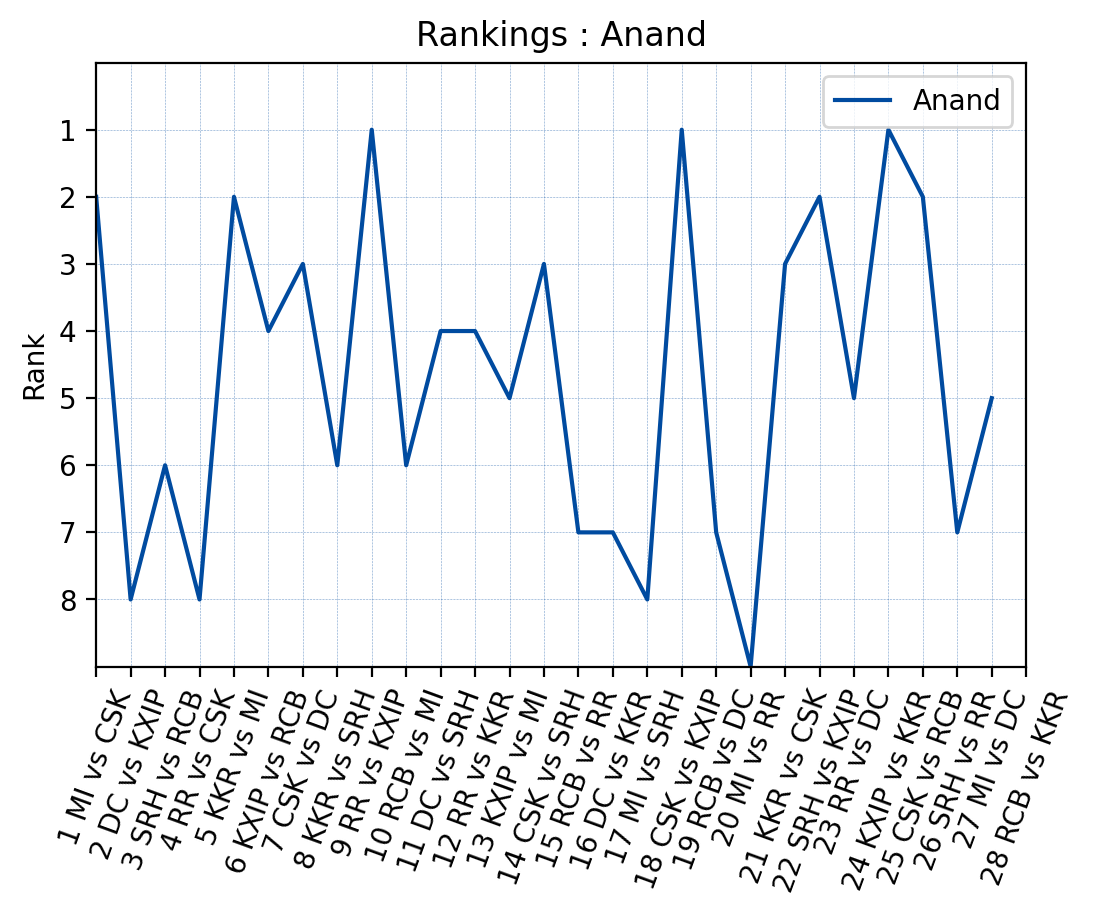 Rankings : Anand
Anand
Rank
1
2
3
4
5
6
7
8
1 MI vs CSK
2 DC vs KXIP
3 SRH vs RCB
4 RR vs CSK
5 KKR vs MI
6 KXIP vs RCB
7 CSK vs DC
8 KKR vs SRH
9 RR vs KXIP
10 RCB vs MI
11 DC vs SRH
12 RR vs KKR
13 KXIP vs MI
14 CSK vs SRH
15 RCB vs RR
16 DC vs KKR
17 MI vs SRH
18 CSK vs KXIP
19 RCB vs DC
20 MI vs RR
21 KKR vs CSK
22 SRH vs KXIP
23 RR vs DC
24 KXIP vs KKR
25 CSK vs RCB
26 SRH vs RR
27 MI vs DC
28 RCB vs KKR